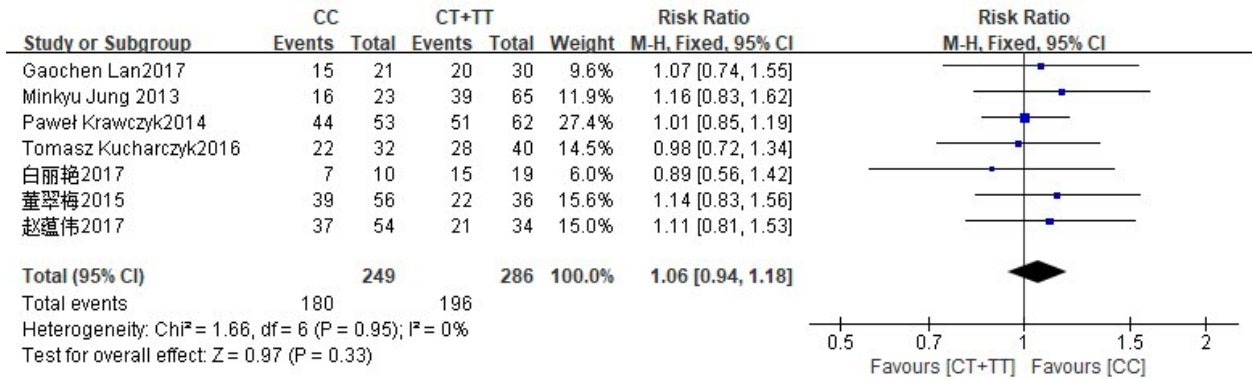 CC CT+TT Risk Ratio Risk Ratio
Study or Subgroup Events Total Events Total Weight M-H, Fixed, 95% CI M-H, Fixed, 95% CI
Gaochen Lan2017 15 21 20 30 9.6% 1.07 [0.74, 1.55]
Minkyu Jung 2013 16 23 39 65 11.9% 1.16 [0.83, 1.62]
Paweł Krawczyk2014 44 53 51 62 27.4% 1.01 [0.85, 1.19]
Tomasz Kucharczyk2016 22 32 28 40 14.5% 0.98 [0.72, 1.34]
白丽艳2017 7 10 15 19 6.0% 0.89 [0.56, 1.42]
董翠梅2015 39 56 22 36 15.6% 1.14 [0.83, 1.56]
赵蕴伟2017 37 54 21 34 15.0% 1.11 [0.81, 1.53]
Total (95% CI) 249 286 100.0% 1.06 [0.94, 1.18]
Total events 180 196
Heterogeneity: Chi² = 1.66, df = 6 (P = 0.95); I² = 0%
Test for overall effect: Z = 0.97 (P = 0.33)
0.5 0.7 1 1.5 2
Favours [CT+TT] Favours [CC]